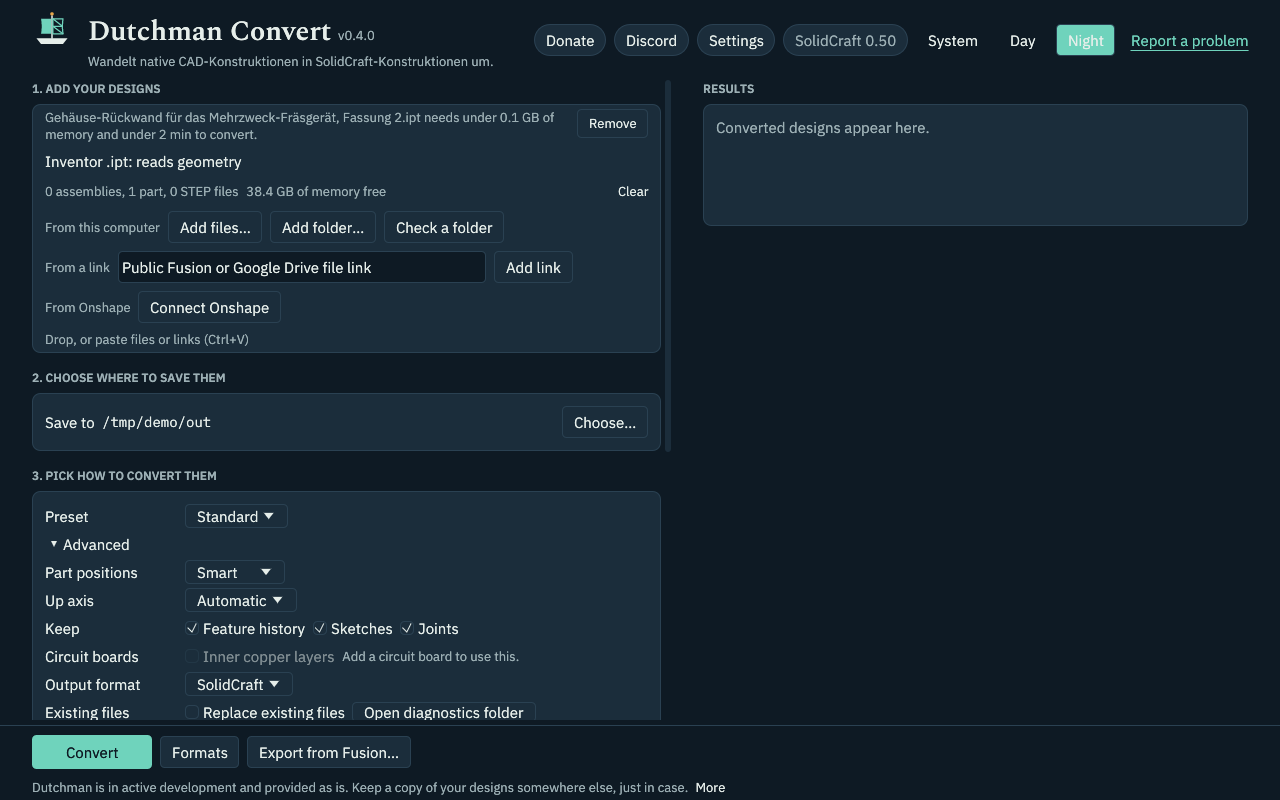 Dutchman Convert v0.4.0
Wandelt native CAD-Konstruktionen in SolidCraft-Konstruktionen um.
Donate
Discord
Settings
SolidCraft 0.50
System
Day
Night
Report a problem
1. ADD YOUR DESIGNS
Gehäuse-Rückwand für das Mehrzweck-Fräsgerät, Fassung 2.ipt needs under 0.1 GB of
memory and under 2 min to convert.
Remove
Inventor .ipt: reads geometry
0 assemblies, 1 part, 0 STEP files 38.4 GB of memory free
Clear
From this computer Add files... Add folder... Check a folder
From a link Public Fusion or Google Drive file link Add link
From Onshape Connect Onshape
Drop, or paste files or links (Ctrl+V)
2. CHOOSE WHERE TO SAVE THEM
Save to /tmp/demo/out Choose...
3. PICK HOW TO CONVERT THEM
Preset Standard
Advanced
Part positions Smart
Up axis Automatic
Keep Feature history Sketches Joints
Circuit boards Inner copper layers Add a circuit board to use this.
Output format SolidCraft
Existing files Replace existing files Open diagnostics folder
RESULTS
Converted designs appear here.
Convert Formats Export from Fusion...
Dutchman is in active development and provided as is. Keep a copy of your designs somewhere else, just in case. More